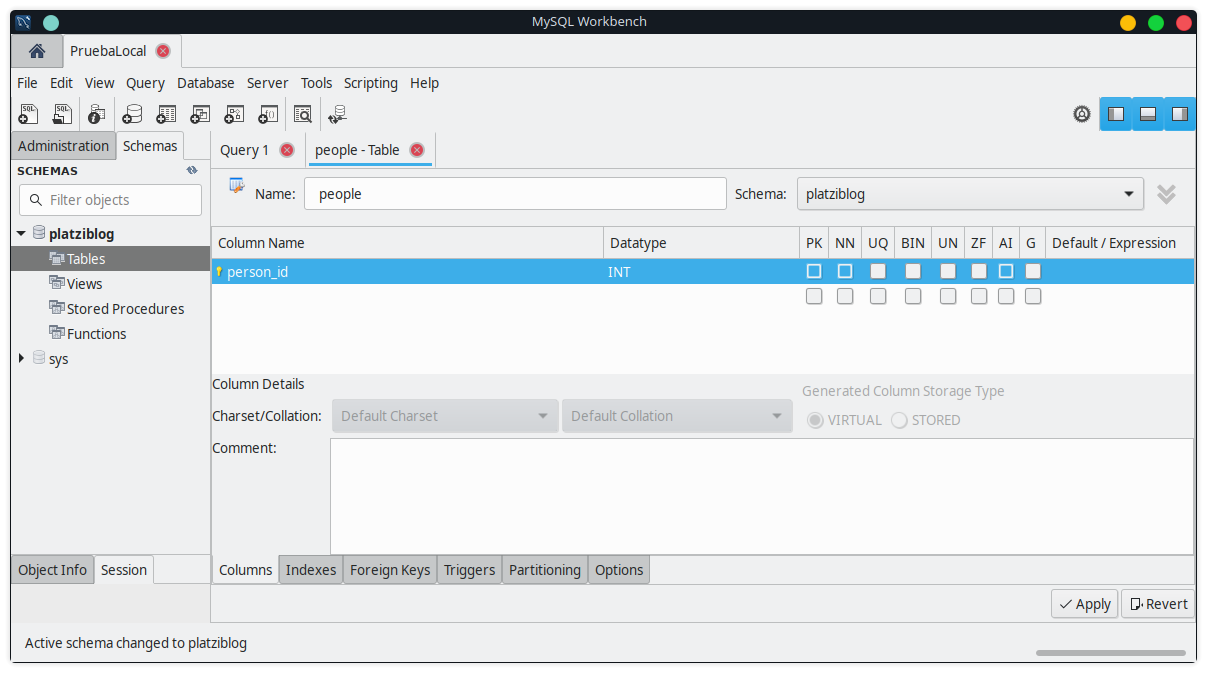 MySQL Workbench
PruebaLocal
File Edit View Query Database Server Tools Scripting Help
SQL SQL
Administration Schemas
SCHEMAS
Filter objects
platziblog
Tables
Views
Stored Procedures
Functions
sys
Query 1 people - Table
Name: people Schema: platziblog
Column Name Datatype PK NN UQ BIN UN ZF AI G Default / Expression
person_id INT
Column Details
Generated Column Storage Type
Charset/Collation: Default Charset Default Collation
VIRTUAL STORED
Comment:
Object Info Session
Columns Indexes Foreign Keys Triggers Partitioning Options
Apply Revert
Active schema changed to platziblog